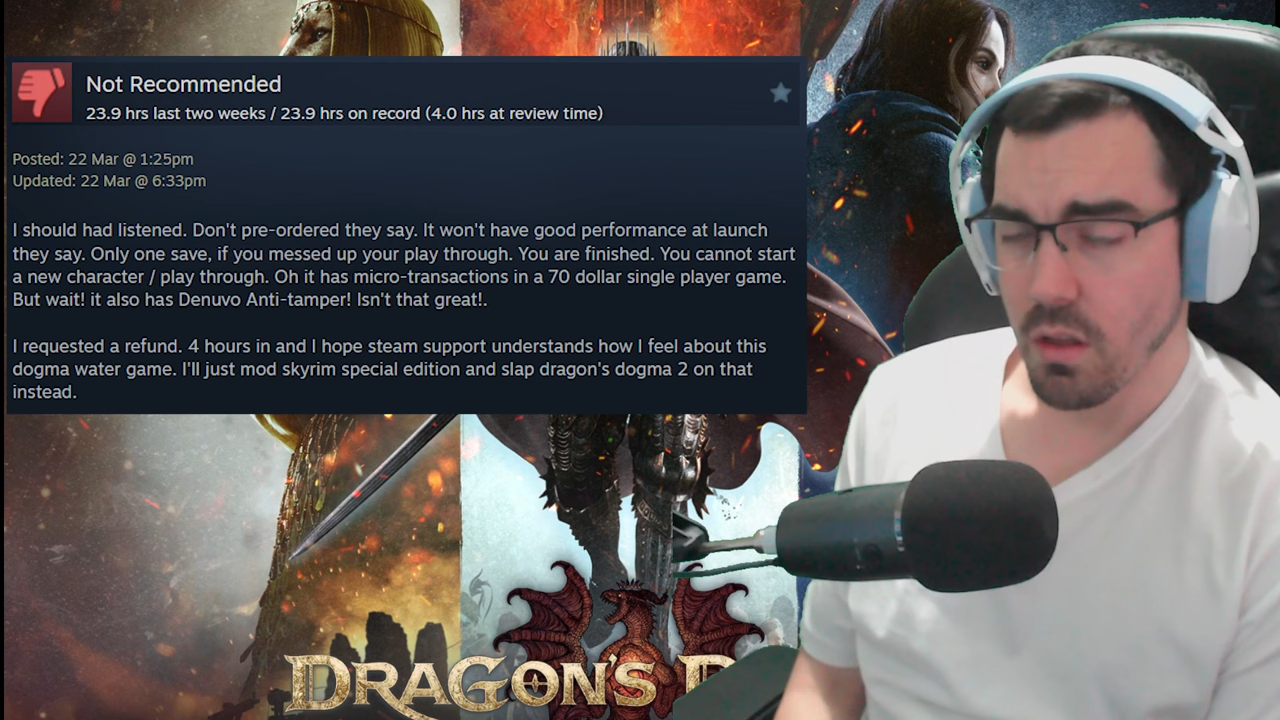 Not Recommended
23.9 hrs last two weeks / 23.9 hrs on record (4.0 hrs at review time)
Posted: 22 Mar @ 1:25pm
Updated: 22 Mar @ 6:33pm
I should had listened. Don't pre-ordered they say. It won't have good performance at launch
they say. Only one save, if you messed up your play through. You are finished. You cannot start
a new character / play through. Oh it has micro-transactions in a 70 dollar single player game.
But wait! it also has Denuvo Anti-tamper! Isn't that great!.
I requested a refund. 4 hours in and I hope steam support understands how I feel about this
dogma water game. I'll just mod skyrim special edition and slap dragon's dogma 2 on that
instead.
DRAGON'S D